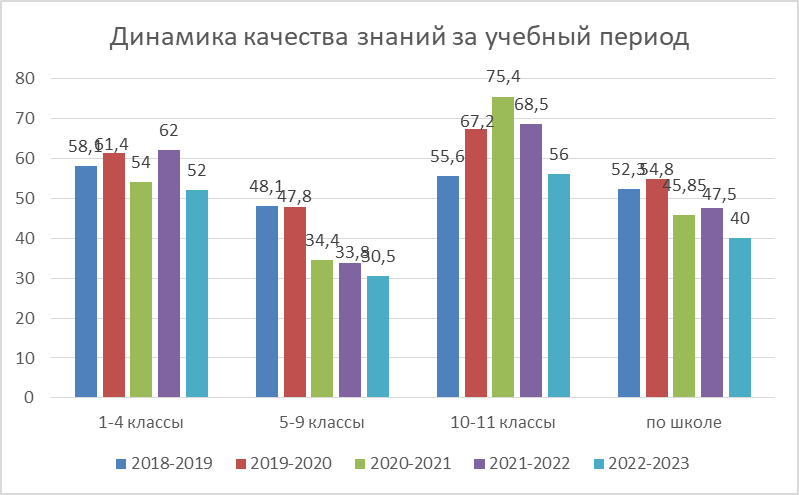 Динамика качества знаний за учебный период
80
70
60
50
40
30
20
10
0
58,1 61,4 54 62 52
48,1 47,8 34,4 33,8 30,5
55,6 67,2 75,4 68,5 56
52,3 54,8 45,85 47,5 40
1-4 классы 5-9 классы 10-11 классы по школе
2018-2019 2019-2020 2020-2021 2021-2022 2022-2023